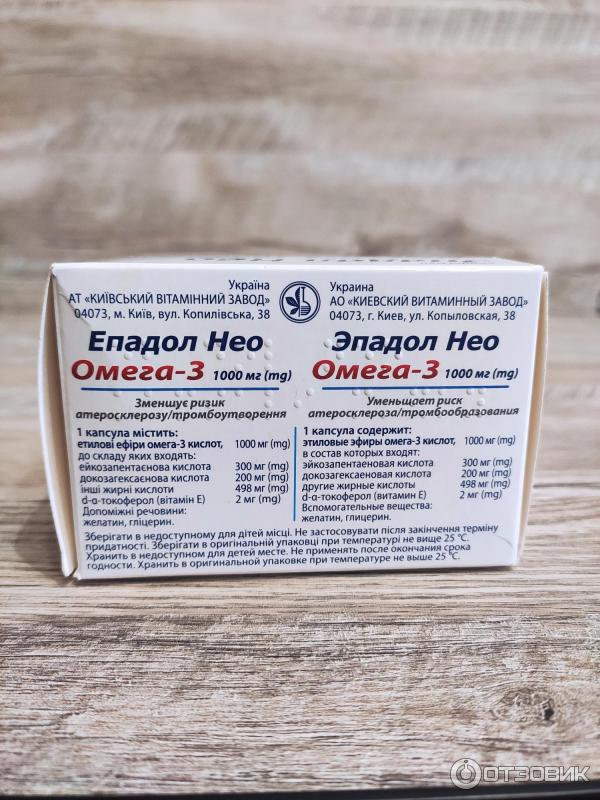 Україна
АТ «КИЇВСЬКИЙ ВІТАМІННИЙ ЗАВОД»
04073, м. Київ, вул. Копилівська, 38
Епадол Нео
Омега-3 1000 мг (mg)
Зменшує ризик
атеросклерозу/тромбоутворення
1 капсула містить:
етилові ефіри омега-3 кислот, 1000 мг (mg)
до складу яких входять:
ейкозапентаєнова кислота 300 мг (mg)
докозагексаєнова кислота 200 мг (mg)
інші жирні кислоти 498 мг (mg)
d-α-токоферол (вітамін Е) 2 мг (mg)
Допоміжні речовини:
желатин, гліцерин.
Украина
АО «КИЕВСКИЙ ВИТАМИННЫЙ ЗАВОД»
04073, г. Киев, ул. Копыловская, 38
Эпадол Нео
Омега-3 1000 мг (mg)
Уменьшает риск
атеросклероза/тромбообразования
1 капсула содержит:
этиловые эфиры омега-3 кислот, 1000 мг (mg)
в состав которых входят:
эйкозапентаеновая кислота 300 мг (mg)
докозагексаеновая кислота 200 мг (mg)
другие жирные кислоты 498 мг (mg)
d-α-токоферол (витамин Е) 2 мг (mg)
Вспомогательные вещества:
желатин, глицерин.
Зберігати в недоступному для дітей місці. Не застосовувати після закінчення терміну
придатності. Зберігати в оригінальній упаковці при температурі не вище 25 °С.
Хранить в недоступном для детей месте. Не применять после окончания срока
годности. Хранить в оригинальной упаковке при температуре не выше 25 °С.
ОТЗОВИК